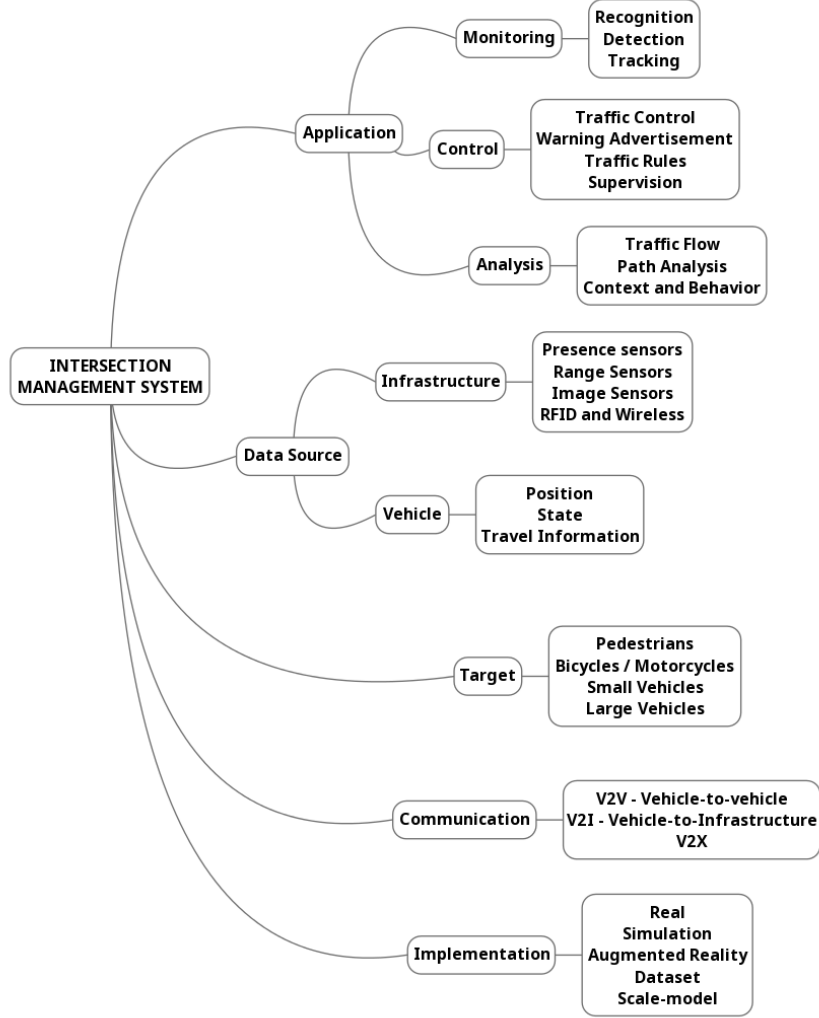 INTERSECTION
MANAGEMENT SYSTEM
Application
Monitoring
Recognition
Detection
Tracking
Control
Traffic Control
Warning Advertisement
Traffic Rules
Supervision
Analysis
Traffic Flow
Path Analysis
Context and Behavior
Data Source
Infrastructure
Presence sensors
Range Sensors
Image Sensors
RFID and Wireless
Vehicle
Position
State
Travel Information
Target
Pedestrians
Bicycles / Motorcycles
Small Vehicles
Large Vehicles
Communication
V2V - Vehicle-to-vehicle
V2I - Vehicle-to-Infrastructure
V2X
Implementation
Real
Simulation
Augmented Reality
Dataset
Scale-model